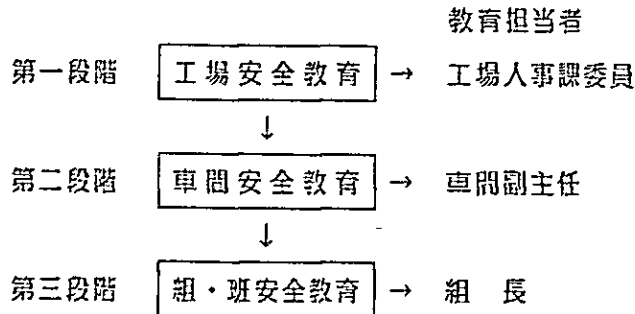 教育担当者
第一段階 工場安全教育 → 工場人事課委員
↓
第二段階 車間安全教育 → 車間副主任
↓
第三段階 組・班安全教育 → 組 長